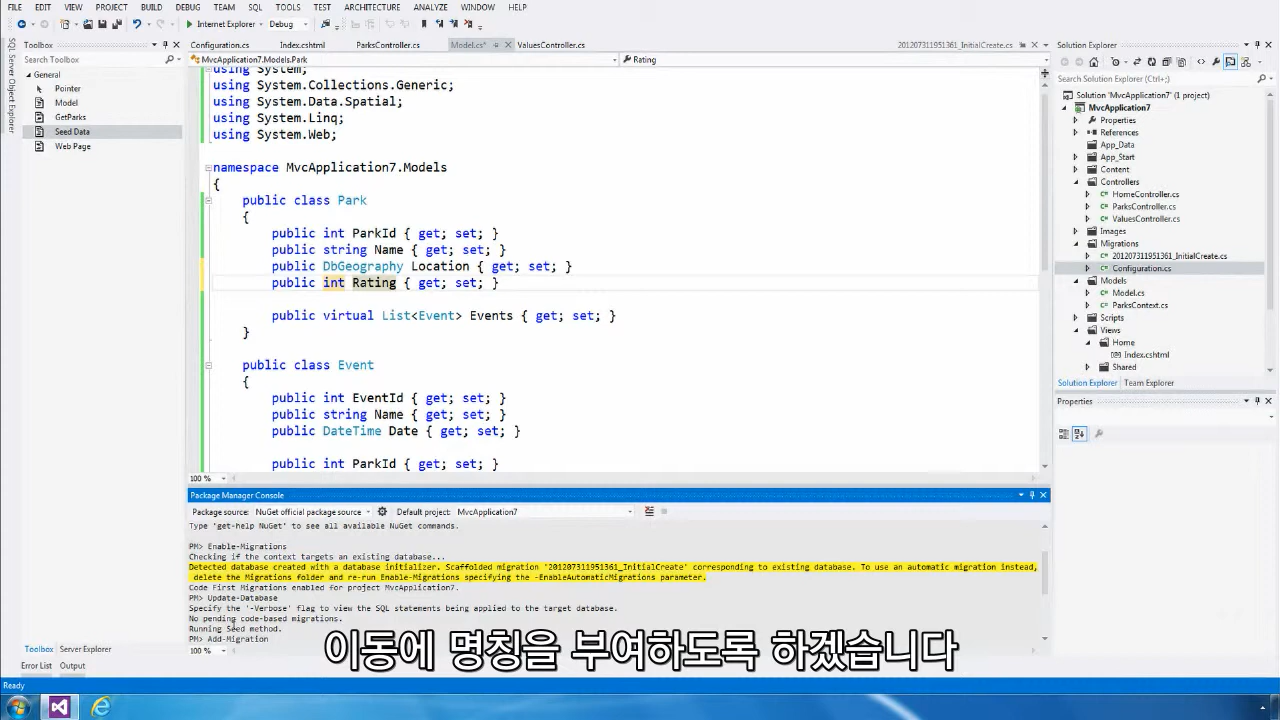 FILE EDIT VIEW PROJECT BUILD DEBUG TEAM SQL TOOLS TEST ARCHITECTURE ANALYZE WINDOW HELP
Internet Explorer Debug
SQL Server Object Explorer
Toolbox
Search Toolbox
General
Pointer
Model
GetParks
Seed Data
Web Page
Configuration.cs Index.cshtml ParksController.cs Model.cs* ValuesController.cs 201207311951361_InitialCreate.cs
MvcApplication7.Models.Park Rating
using System;
using System.Collections.Generic;
using System.Data.Spatial;
using System.Linq;
using System.Web;
namespace MvcApplication7.Models
{
public class Park
{
public int ParkId { get; set; }
public string Name { get; set; }
public DbGeography Location { get; set; }
public int Rating { get; set; }
public virtual List<Event> Events { get; set; }
}
public class Event
{
public int EventId { get; set; }
public string Name { get; set; }
public DateTime Date { get; set; }
public int ParkId { get; set; }
100 %
Package Manager Console
Package source: NuGet official package source Default project: MvcApplication7
Type 'get-help NuGet' to see all available NuGet commands.
PM> Enable-Migrations
Checking if the context targets an existing database...
Detected database created with a database initializer. Scaffolded migration '201207311951361_InitialCreate' corresponding to existing database. To use an automatic migration instead,
delete the Migrations folder and re-run Enable-Migrations specifying the -EnableAutomaticMigrations parameter.
Code First Migrations enabled for project MvcApplication7.
PM> Update-Database
Specify the '-Verbose' flag to view the SQL statements being applied to the target database.
No pending code-based migrations.
Running Seed method.
PM> Add-Migration
100 %
이동에 명칭을 부여하도록 하겠습니다
Solution Explorer
Search Solution Explorer (Ctrl+;)
Solution 'MvcApplication7' (1 project)
MvcApplication7
Properties
References
App_Data
App_Start
Content
Controllers
HomeController.cs
ParksController.cs
ValuesController.cs
Images
Migrations
201207311951361_InitialCreate.cs
Configuration.cs
Models
Model.cs
ParksContext.cs
Scripts
Views
Home
Index.cshtml
Shared
Solution Explorer Team Explorer
Properties
Toolbox Document
Error List Output
Ready